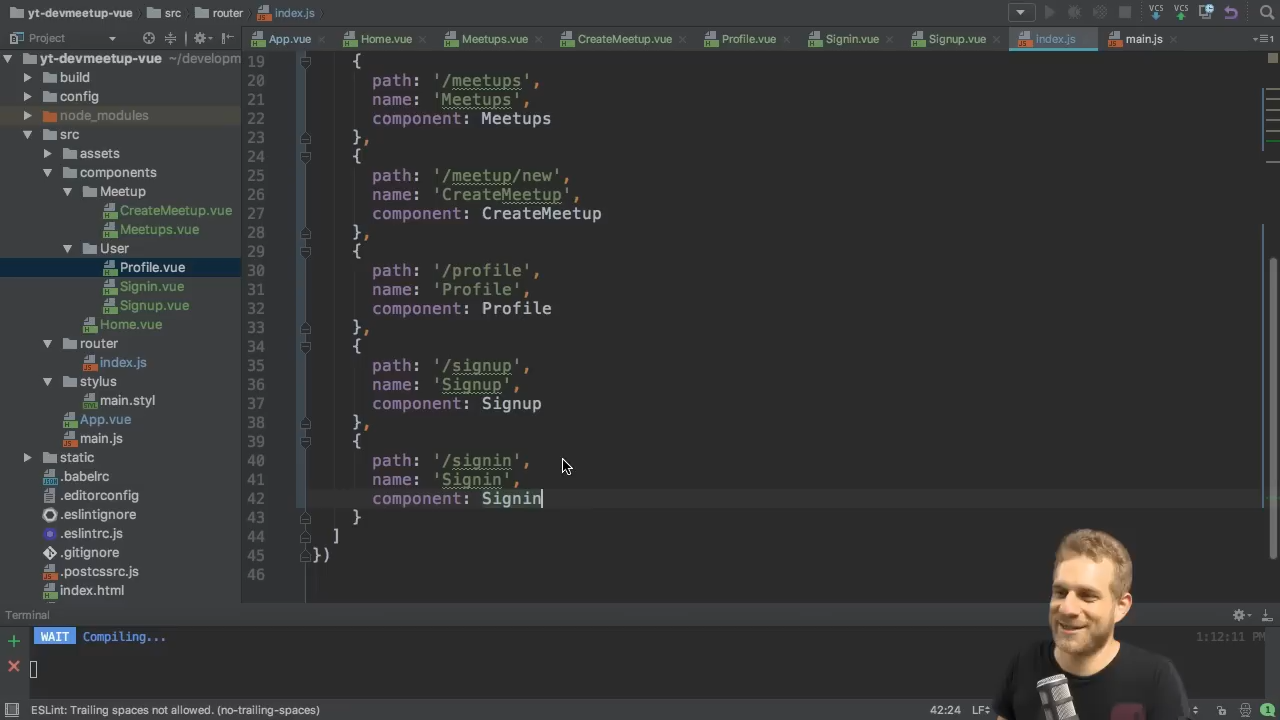 yt-devmeetup-vue src router index.js
Project
App.vue Home.vue Meetups.vue CreateMeetup.vue Profile.vue Signin.vue Signup.vue index.js main.js
yt-devmeetup-vue ~/developm
build
config
node_modules
src
assets
components
Meetup
CreateMeetup.vue
Meetups.vue
User
Profile.vue
Signin.vue
Signup.vue
Home.vue
router
index.js
stylus
main.styl
App.vue
main.js
static
.babelrc
.editorconfig
.eslintignore
.eslintrc.js
.gitignore
.postcssrc.js
index.html
19 {
20 path: '/meetups',
21 name: 'Meetups',
22 component: Meetups
23 },
24 {
25 path: '/meetup/new',
26 name: 'CreateMeetup',
27 component: CreateMeetup
28 },
29 {
30 path: '/profile',
31 name: 'Profile',
32 component: Profile
33 },
34 {
35 path: '/signup',
36 name: 'Signup',
37 component: Signup
38 },
39 {
40 path: '/signin',
41 name: 'Signin',
42 component: Signin
43 }
44 ]
45 })
46
Terminal
WAIT Compiling... 1:12:11 PM
ESLint: Trailing spaces not allowed. (no-trailing-spaces) 42:24 LF